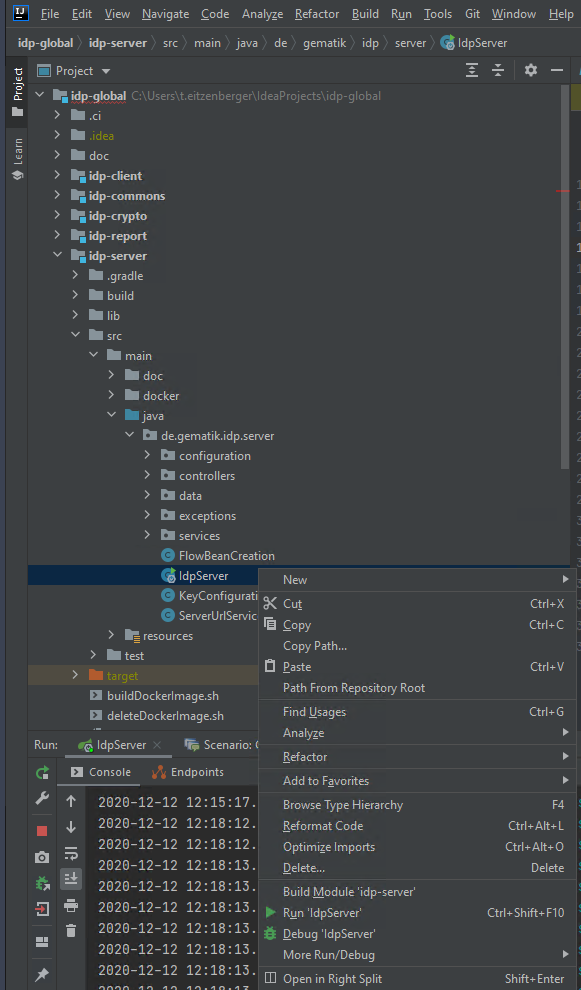 IJ File Edit View Navigate Code Analyze Refactor Build Run Tools Git Window Help
idp-global idp-server src main java de gematik idp server IdpServer
Project
Project
Learn
idp-global C:\Users\t.eitzenberger\IdeaProjects\idp-global
.ci
.idea
doc
idp-client
idp-commons
idp-crypto
idp-report
idp-server
.gradle
build
lib
src
main
doc
docker
java
de.gematik.idp.server
configuration
controllers
data
exceptions
services
FlowBeanCreation
IdpServer
KeyConfigurati
ServerUrlServic
resources
test
target
buildDockerImage.sh
deleteDockerImage.sh
New
Cut Ctrl+X
Copy Ctrl+C
Copy Path...
Paste Ctrl+V
Path From Repository Root
Find Usages Ctrl+G
Analyze
Refactor
Add to Favorites
Browse Type Hierarchy F4
Reformat Code Ctrl+Alt+L
Optimize Imports Ctrl+Alt+O
Delete... Delete
Build Module 'idp-server'
Run 'IdpServer' Ctrl+Shift+F10
Debug 'IdpServer'
More Run/Debug
Open in Right Split Shift+Enter
Run: IdpServer Scenario:
Console Endpoints
2020-12-12 12:15:17.
2020-12-12 12:18:12.
2020-12-12 12:18:12.
2020-12-12 12:18:13.
2020-12-12 12:18:13.
2020-12-12 12:18:13.
2020-12-12 12:18:13.
2020-12-12 12:18:13.
2020-12-12 12:18:13.
2020-12-12 12:18:13.